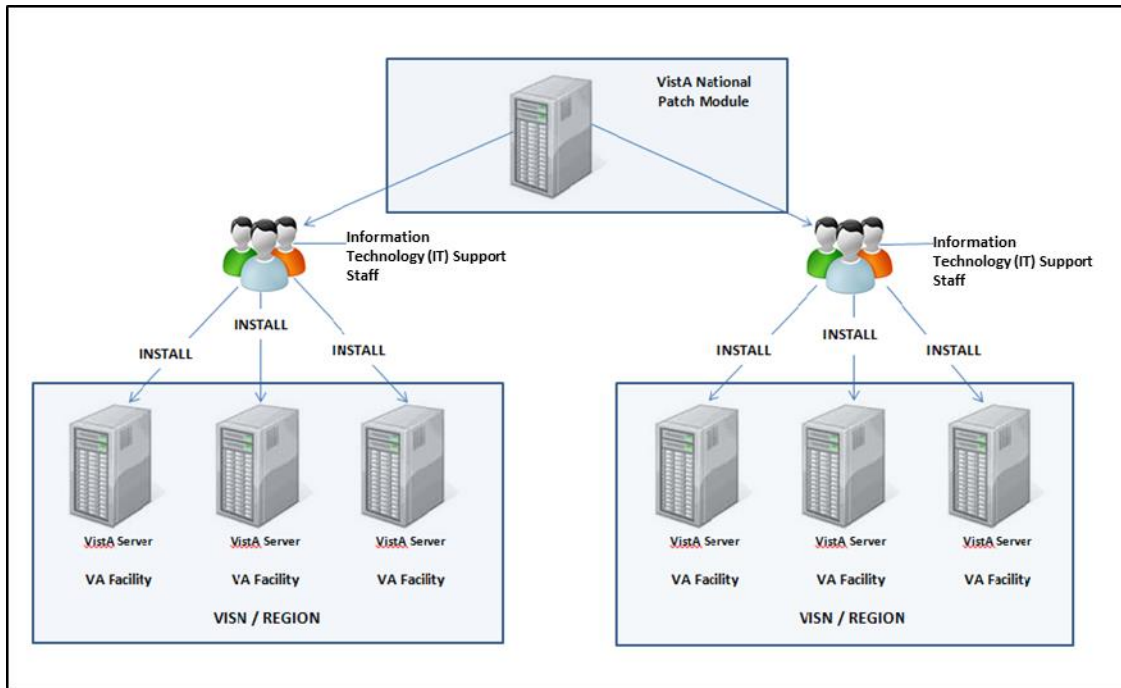 VistA National
Patch Module
Information
Technology (IT) Support
Staff
Information
Technology (IT) Support
Staff
INSTALL
INSTALL
INSTALL
INSTALL
INSTALL
INSTALL
VistA Server
VistA Server
VistA Server
VA Facility
VA Facility
VA Facility
VISN / REGION
VistA Server
VistA Server
VistA Server
VA Facility
VA Facility
VA Facility
VISN / REGION